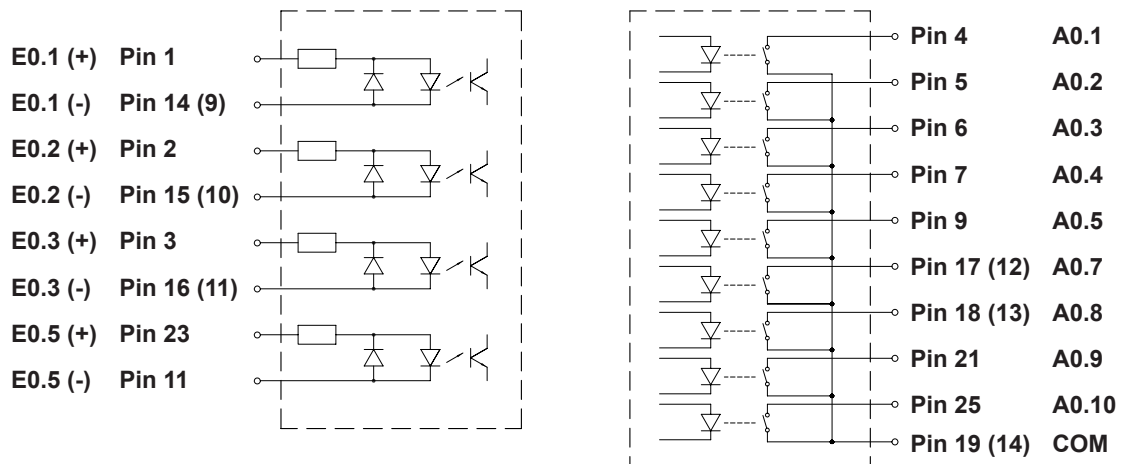 E0.1 (+) Pin 1
E0.1 (-) Pin 14 (9)
E0.2 (+) Pin 2
E0.2 (-) Pin 15 (10)
E0.3 (+) Pin 3
E0.3 (-) Pin 16 (11)
E0.5 (+) Pin 23
E0.5 (-) Pin 11
Pin 4 A0.1
Pin 5 A0.2
Pin 6 A0.3
Pin 7 A0.4
Pin 9 A0.5
Pin 17 (12) A0.7
Pin 18 (13) A0.8
Pin 21 A0.9
Pin 25 A0.10
Pin 19 (14) COM